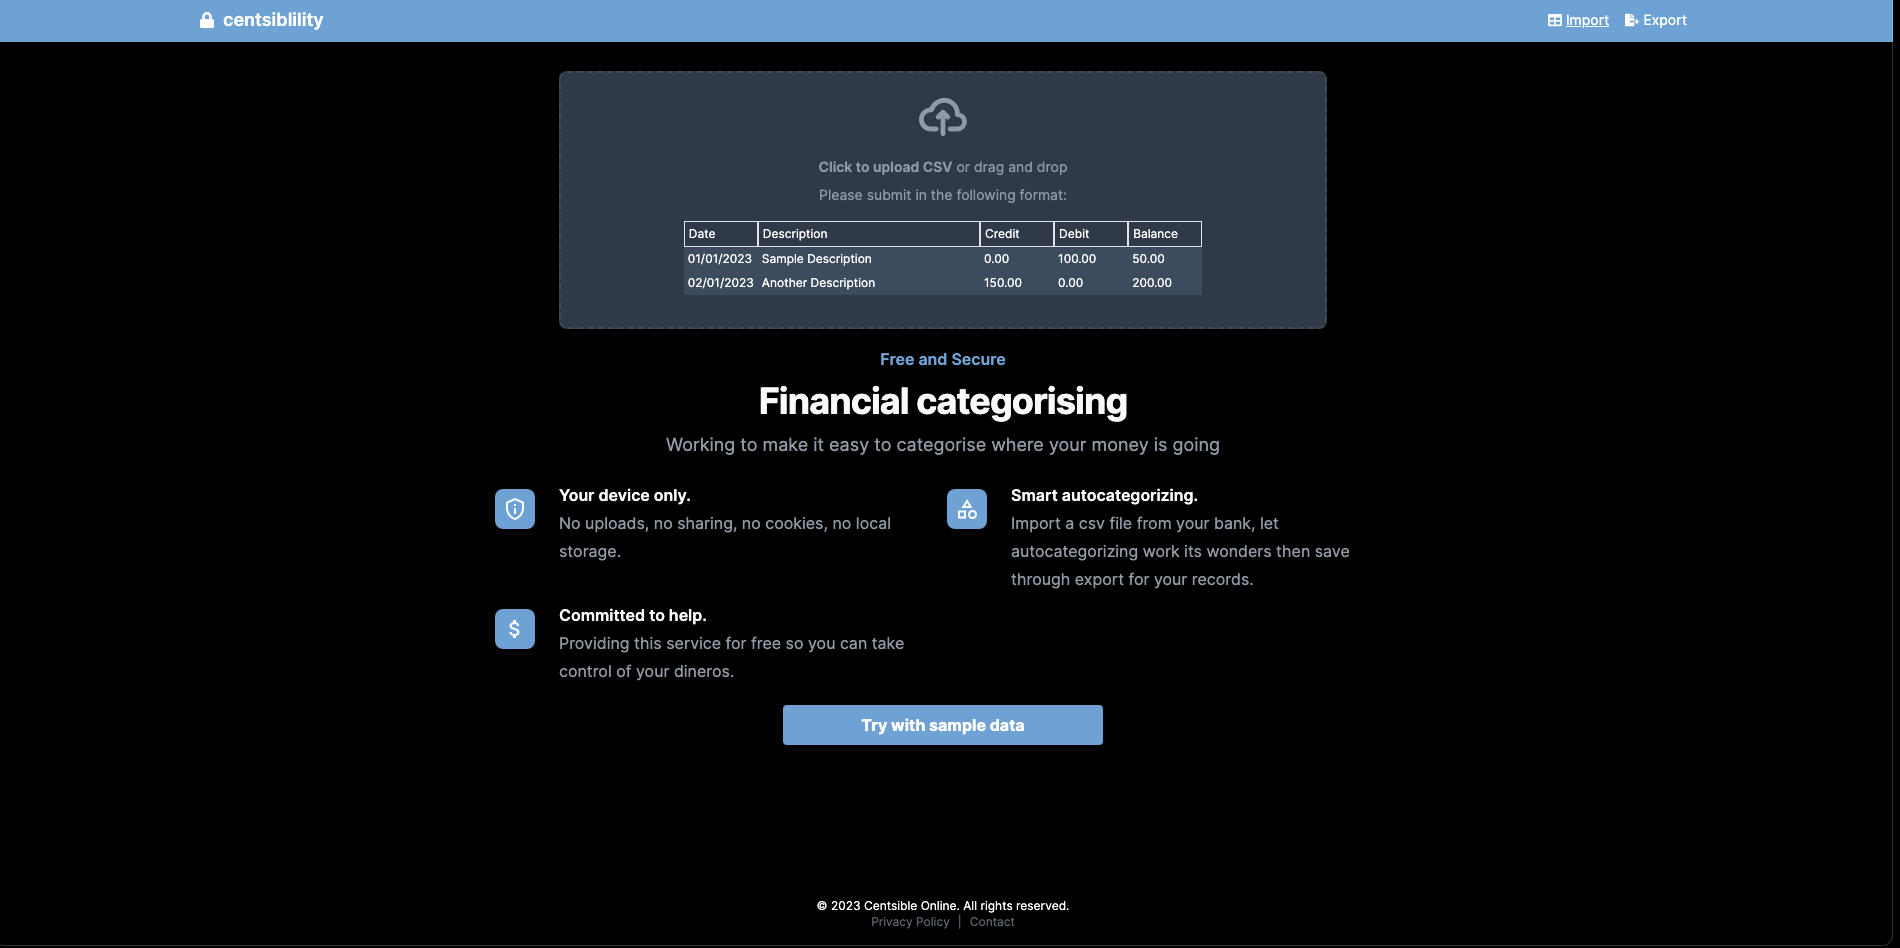 centsiblility
Import Export
Click to upload CSV or drag and drop
Please submit in the following format:
Date Description Credit Debit Balance
01/01/2023 Sample Description 0.00 100.00 50.00
02/01/2023 Another Description 150.00 0.00 200.00
Free and Secure
Financial categorising
Working to make it easy to categorise where your money is going
Your device only.
No uploads, no sharing, no cookies, no local
storage.
Smart autocategorizing.
Import a csv file from your bank, let
autocategorizing work its wonders then save
through export for your records.
Committed to help.
Providing this service for free so you can take
control of your dineros.
Try with sample data
© 2023 Centsible Online. All rights reserved.
Privacy Policy | Contact